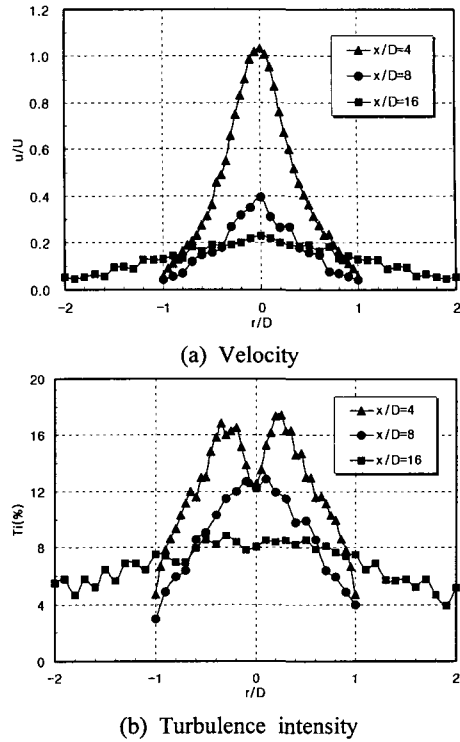 1.2
1.0
0.8
0.6
0.4
0.2
0.0
u/U
x/D=4
x/D=8
x/D=16
-2
-1
0
1
2
r/D
(a) Velocity
20
16
12
8
4
0
Ti(%)
x/D=4
x/D=8
x/D=16
-2
-1
0
1
2
r/D
(b) Turbulence intensity